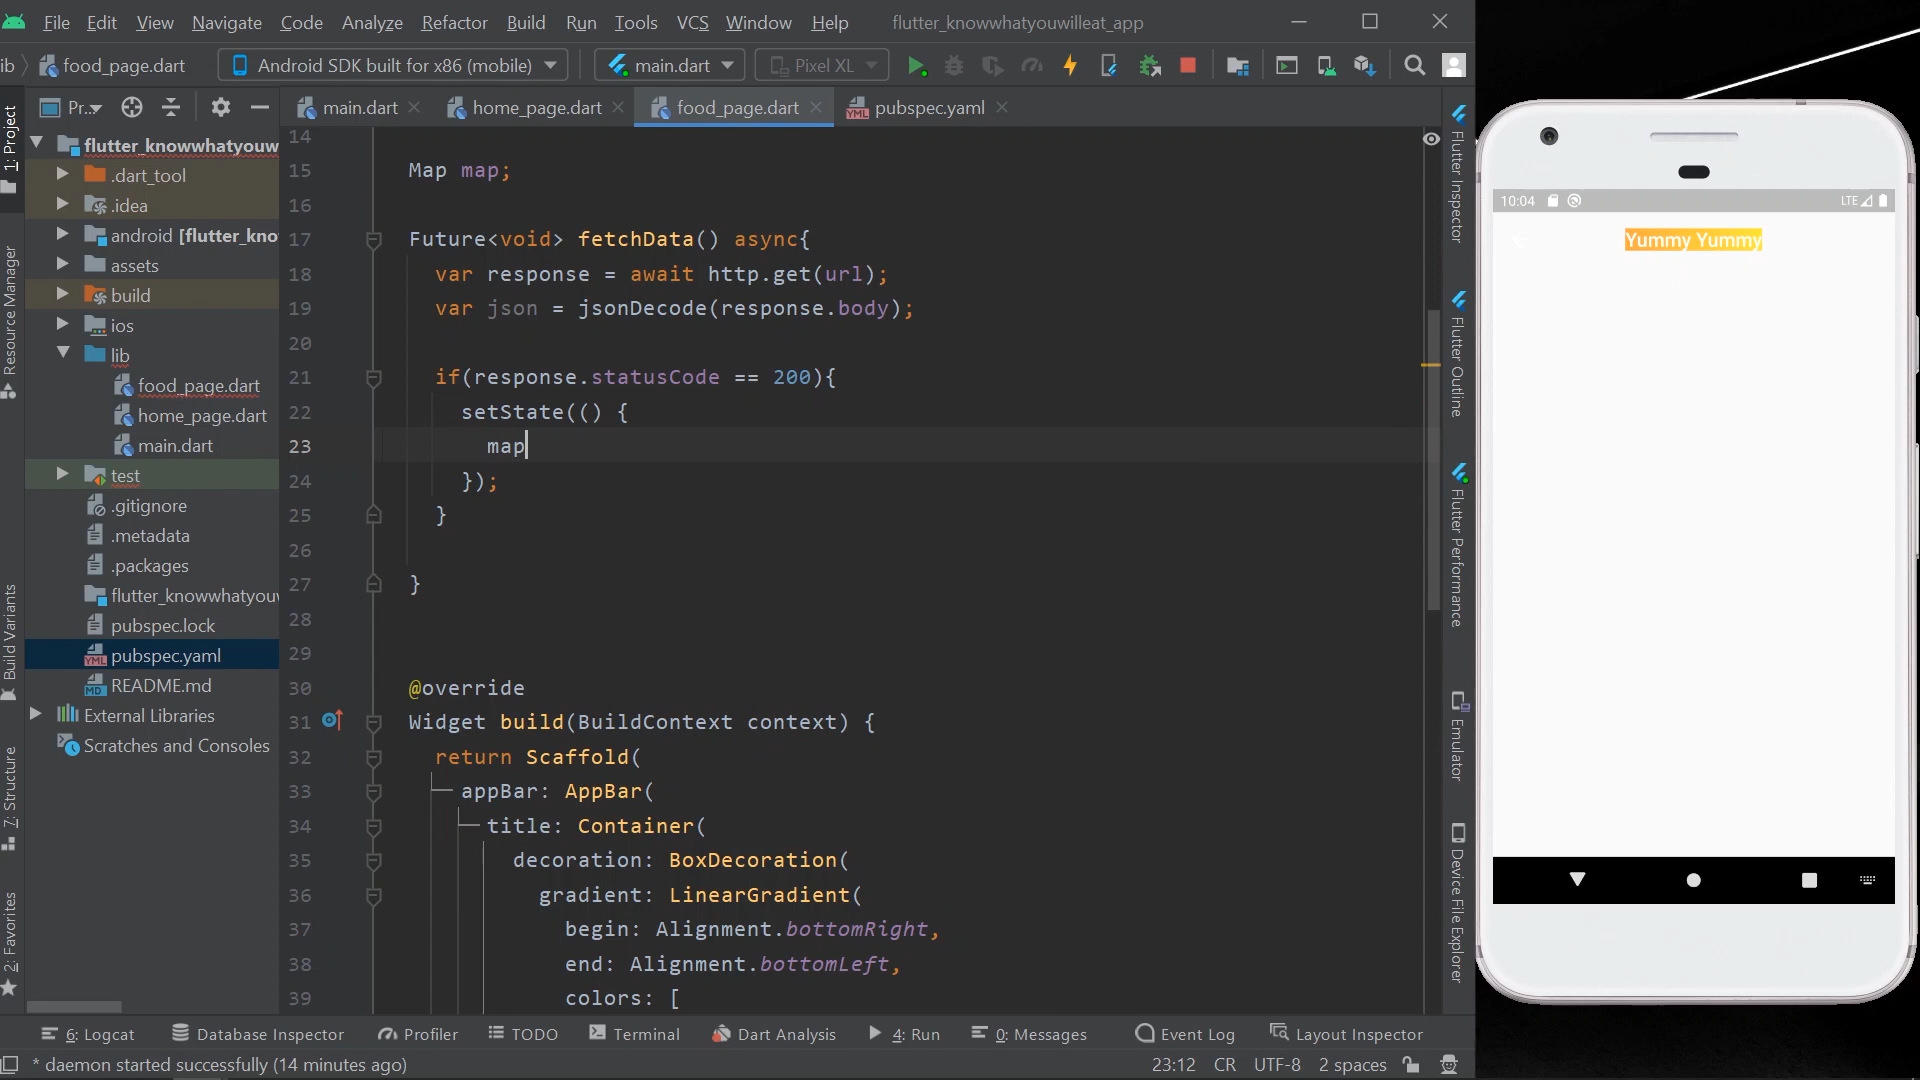 File Edit View Navigate Code Analyze Refactor Build Run Tools VCS Window Help flutter_knowwhatyouwilleat_app
ib food_page.dart Android SDK built for x86 (mobile) main.dart Pixel XL
Pr... main.dart home_page.dart food_page.dart pubspec.yaml
1: Project
Resource Manager
Build Variants
7: Structure
2: Favorites
flutter_knowwhatyouw
.dart_tool
.idea
android [flutter_kno
assets
build
ios
lib
food_page.dart
home_page.dart
main.dart
test
.gitignore
.metadata
.packages
flutter_knowwhatyou
pubspec.lock
pubspec.yaml
README.md
External Libraries
Scratches and Consoles
14
15 Map map;
16
17 Future<void> fetchData() async{
18 var response = await http.get(url);
19 var json = jsonDecode(response.body);
20
21 if(response.statusCode == 200){
22 setState(() {
23 map
24 });
25 }
26
27 }
28
29
30 @override
31 Widget build(BuildContext context) {
32 return Scaffold(
33 appBar: AppBar(
34 title: Container(
35 decoration: BoxDecoration(
36 gradient: LinearGradient(
37 begin: Alignment.bottomRight,
38 end: Alignment.bottomLeft,
39 colors: [
Flutter Inspector
Flutter Outline
Flutter Performance
Emulator
Device File Explorer
10:04 LTE
Yummy Yummy
6: Logcat Database Inspector Profiler TODO Terminal Dart Analysis 4: Run 0: Messages Event Log Layout Inspector
* daemon started successfully (14 minutes ago) 23:12 CR UTF-8 2 spaces